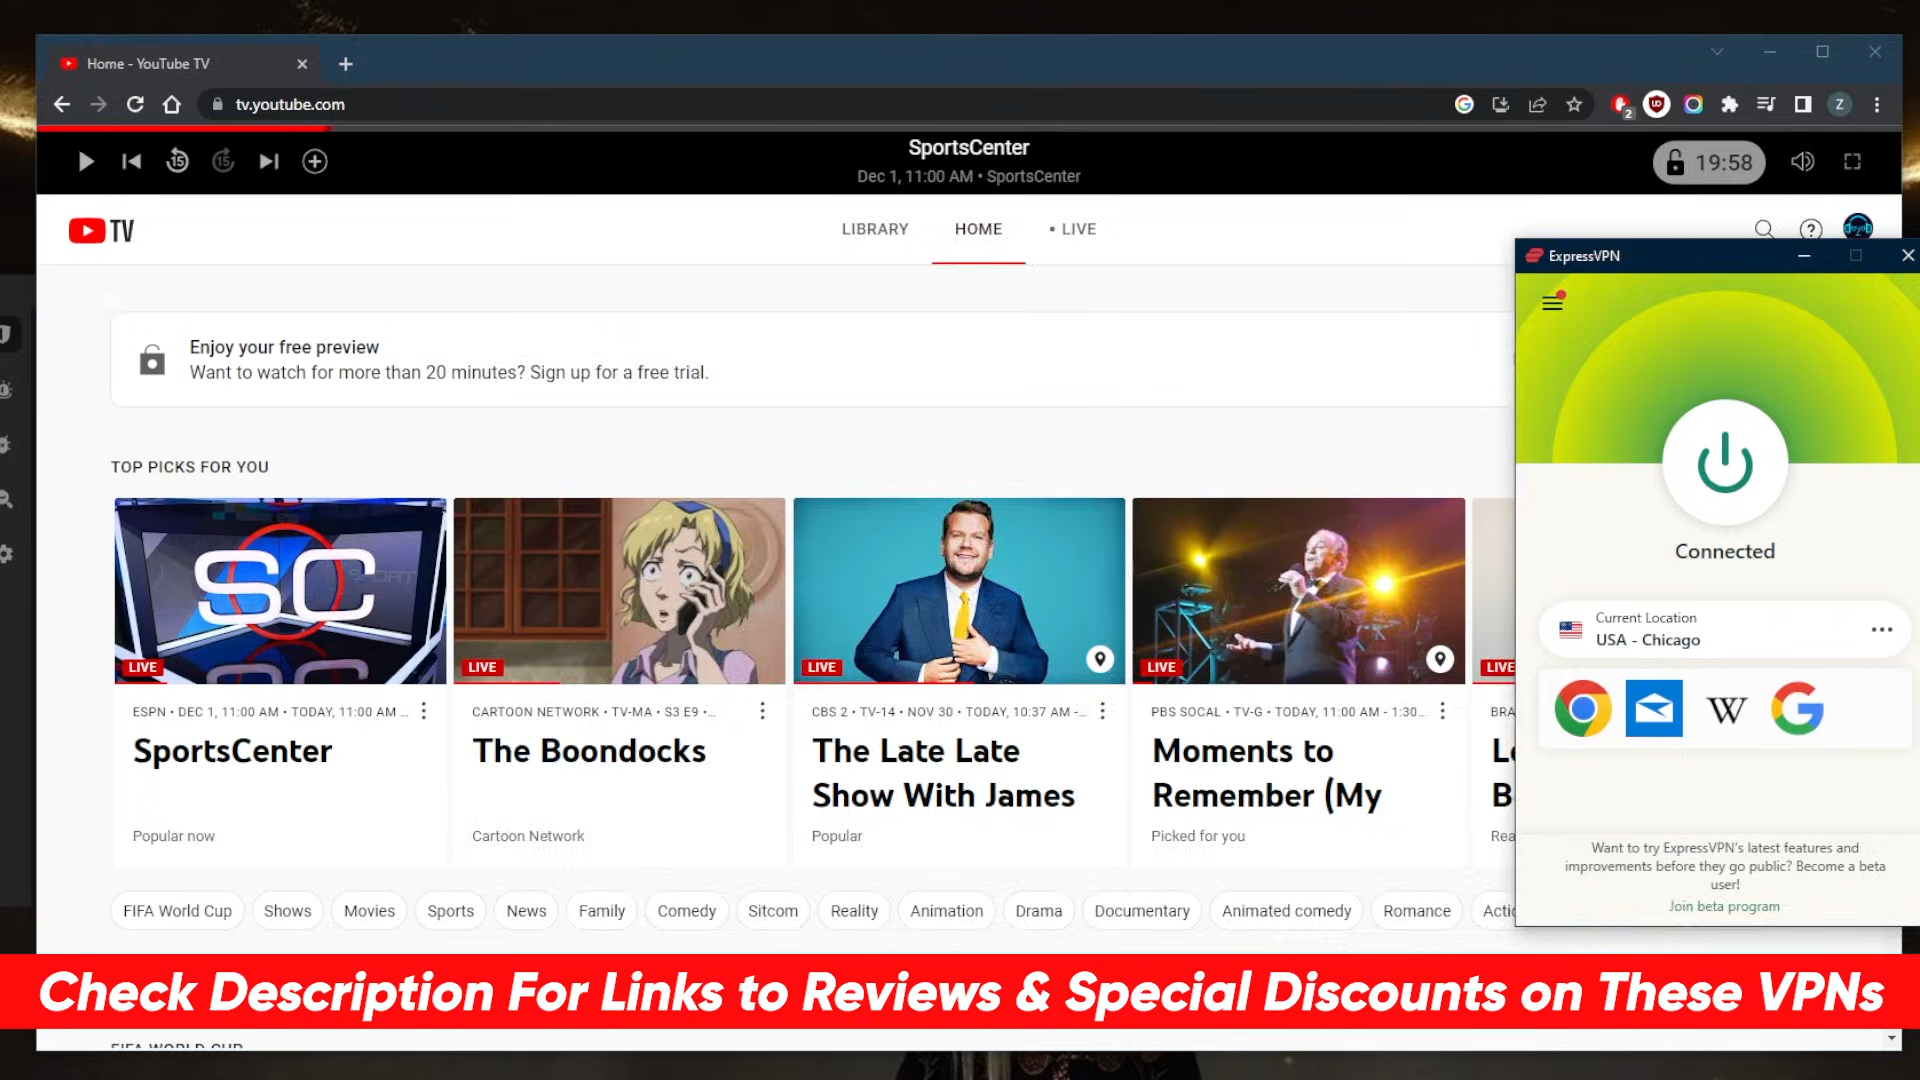 Home - YouTube TV
tv.youtube.com
2
Z
SportsCenter
Dec 1, 11:00 AM • SportsCenter
15
15
19:58
TV
LIBRARY
HOME
• LIVE
ExpressVPN
Enjoy your free preview
Want to watch for more than 20 minutes? Sign up for a free trial.
Connected
Current Location
USA - Chicago
TOP PICKS FOR YOU
SC
LIVE
LIVE
LIVE
LIVE
LIVE
ESPN • DEC 1, 11:00 AM • TODAY, 11:00 AM ...
SportsCenter
Popular now
CARTOON NETWORK • TV-MA • S3 E9 •...
The Boondocks
Cartoon Network
CBS 2 • TV-14 • NOV 30 • TODAY, 10:37 AM -...
The Late Late
Show With James
Popular
PBS SOCAL • TV-G • TODAY, 11:00 AM - 1:30...
Moments to
Remember (My
Picked for you
BRA
W
G
Want to try ExpressVPN's latest features and
improvements before they go public? Become a beta
user!
Join beta program
FIFA World Cup
Shows
Movies
Sports
News
Family
Comedy
Sitcom
Reality
Animation
Drama
Documentary
Animated comedy
Romance
Check Description For Links to Reviews & Special Discounts on These VPNs
FIFA WORLD CUP